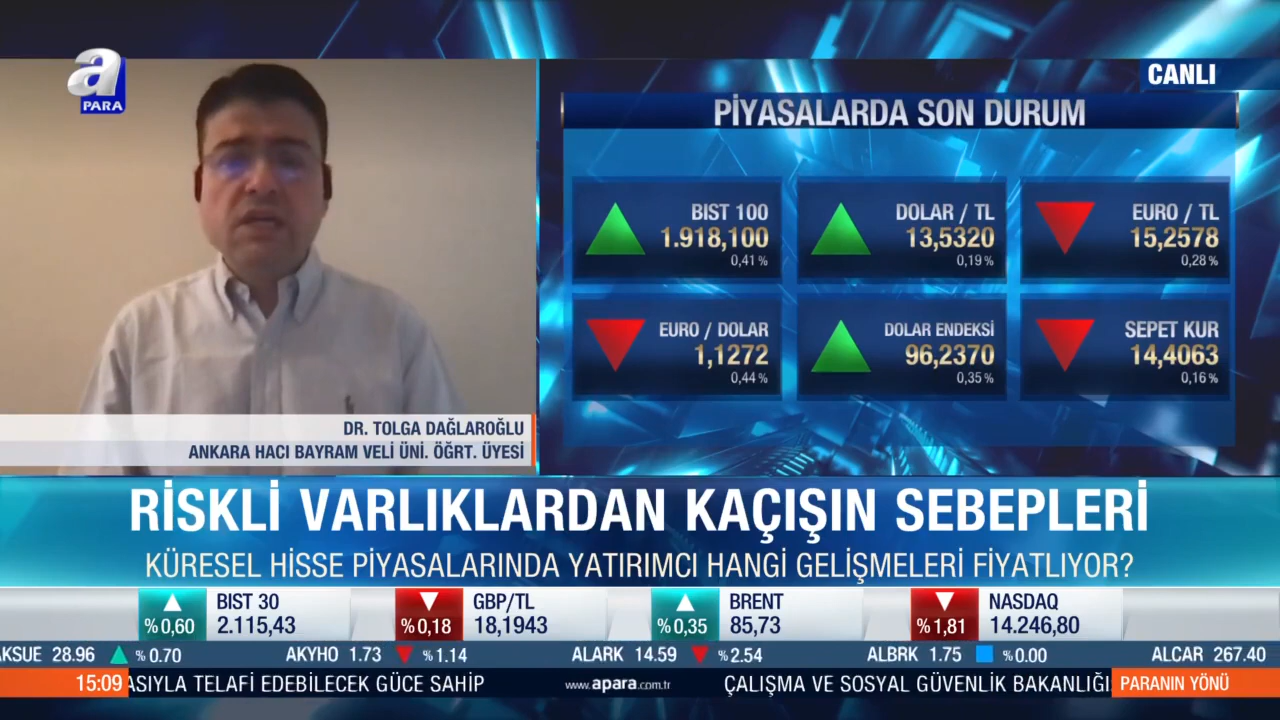 a
PARA
CANLI
PİYASALARDA SON DURUM
BIST 100
1.918,100
0,41 %
DOLAR / TL
13,5320
0,19 %
EURO / TL
15,2578
0,28 %
EURO / DOLAR
1,1272
0,44 %
DOLAR ENDEKSİ
96,2370
0,35 %
SEPET KUR
14,4063
0,16 %
DR. TOLGA DAĞLAROĞLU
ANKARA HACI BAYRAM VELİ ÜNİ. ÖĞRT. ÜYESİ
RİSKLİ VARLIKLARDAN KAÇIŞIN SEBEPLERİ
KÜRESEL HİSSE PİYASALARINDA YATIRIMCI HANGİ GELİŞMELERİ FİYATLIYOR?
% 0,60 BIST 30 2.115,43
% 0,18 GBP/TL 18,1943
% 0,35 BRENT 85,73
% 1,81 NASDAQ 14.246,80
AKSUE 28.96 % 0.70 AKYHO 1.73 % 1.14 ALARK 14.59 % 2.54 ALBRK 1.75 % 0.00 ALCAR 267.40
15:09 ASIYLA TELAFİ EDEBİLECEK GÜCE SAHİP www.apara.com.tr ÇALIŞMA VE SOSYAL GÜVENLİK BAKANLIĞI PARANIN YÖNÜ